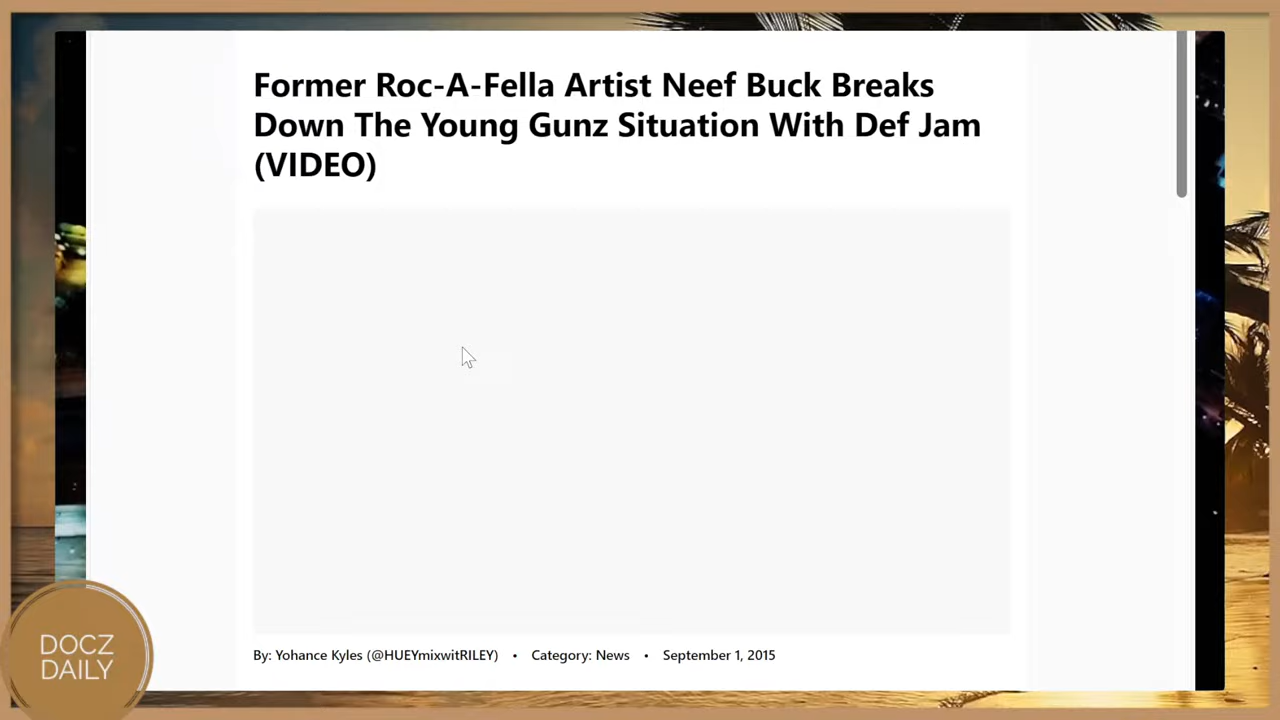 Former Roc-A-Fella Artist Neef Buck Breaks
Down The Young Gunz Situation With Def Jam
(VIDEO)
By: Yohance Kyles (@HUEYmixwitRILEY) • Category: News • September 1, 2015
DOCZ
DAILY